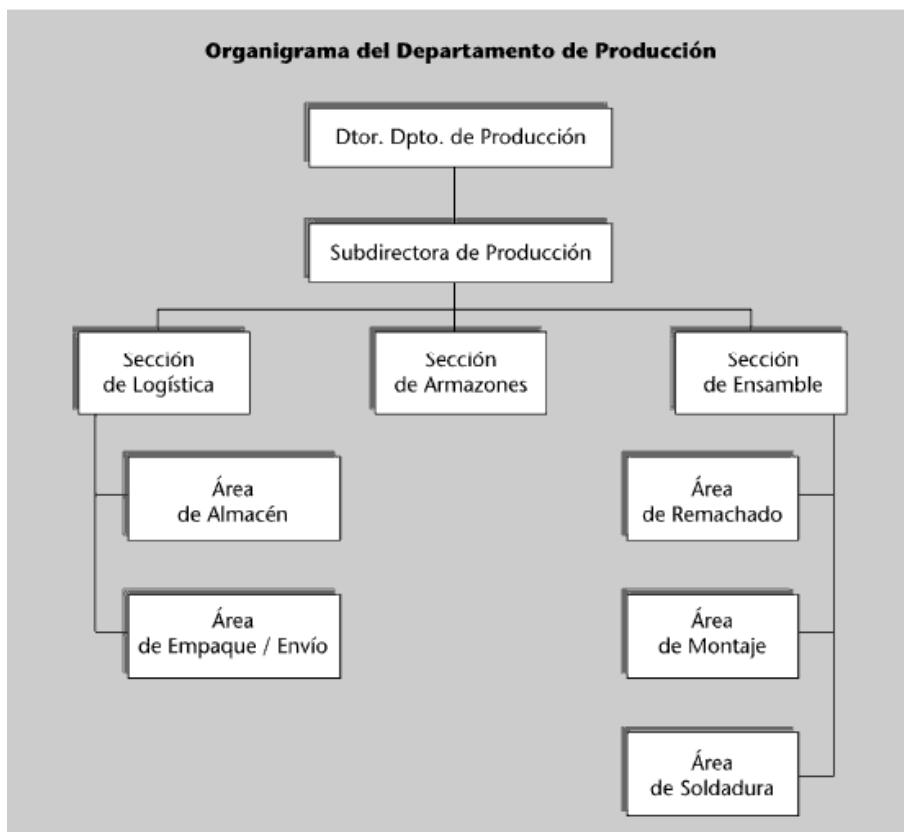 Organigrama del Departamento de Producción
Dtor. Dpto. de Producción
Subdirectora de Producción
Sección
de Logística
Sección
de Armazones
Sección
de Ensamble
Área
de Almacén
Área
de Remachado
Área
de Empaque / Envío
Área
de Montaje
Área
de Soldadura